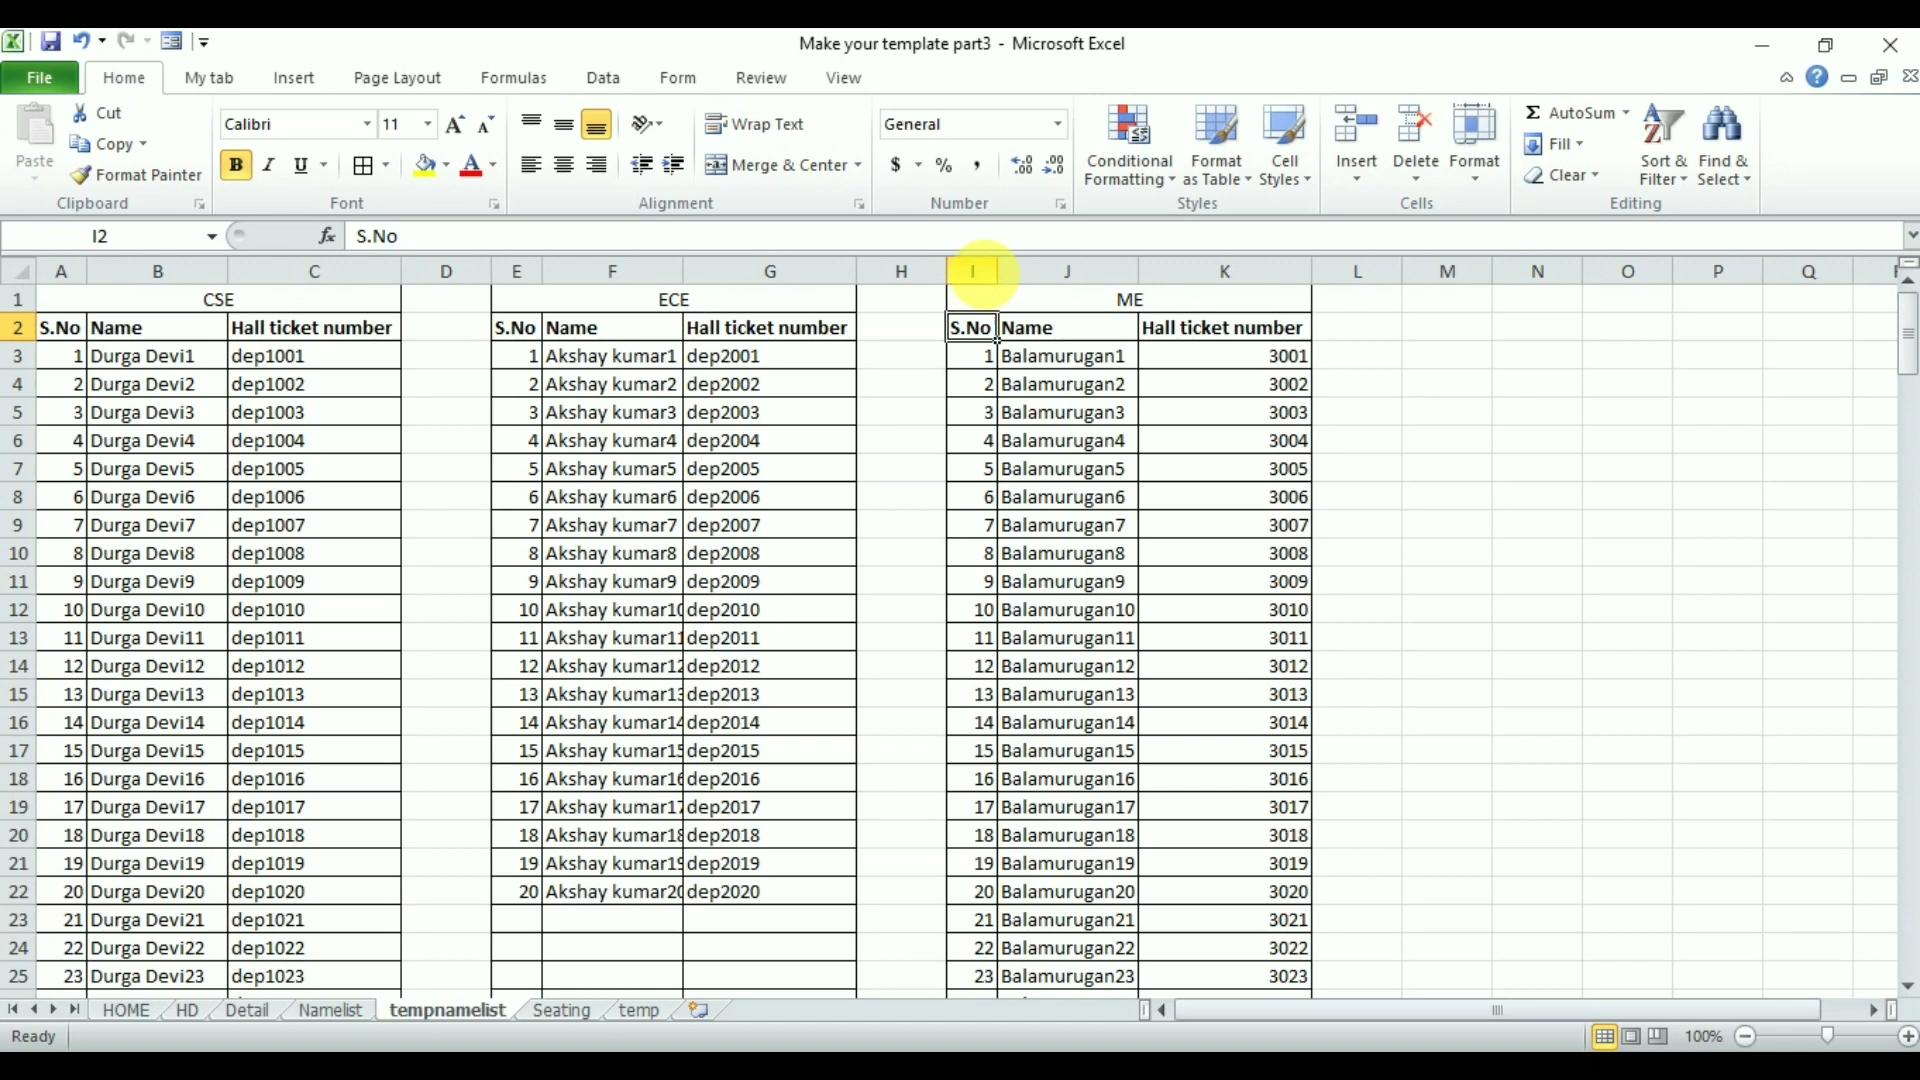 Make your template part3 - Microsoft Excel
File Home My tab Insert Page Layout Formulas Data Form Review View
Paste Cut Copy Format Painter Clipboard
Calibri 11 B I U A Font
Wrap Text Merge & Center Alignment
General $ % , Number
Conditional Formatting Format as Table Cell Styles Styles
Insert Delete Format Cells
Σ AutoSum Fill Clear Sort & Filter Find & Select Editing
I2 fx S.No
A B C D E F G H I J K L M N O P Q
1 CSE ECE ME
2 S.No Name Hall ticket number S.No Name Hall ticket number S.No Name Hall ticket number
3 1 Durga Devi1 dep1001 1 Akshay kumar1 dep2001 1 Balamurugan1 3001
4 2 Durga Devi2 dep1002 2 Akshay kumar2 dep2002 2 Balamurugan2 3002
5 3 Durga Devi3 dep1003 3 Akshay kumar3 dep2003 3 Balamurugan3 3003
6 4 Durga Devi4 dep1004 4 Akshay kumar4 dep2004 4 Balamurugan4 3004
7 5 Durga Devi5 dep1005 5 Akshay kumar5 dep2005 5 Balamurugan5 3005
8 6 Durga Devi6 dep1006 6 Akshay kumar6 dep2006 6 Balamurugan6 3006
9 7 Durga Devi7 dep1007 7 Akshay kumar7 dep2007 7 Balamurugan7 3007
10 8 Durga Devi8 dep1008 8 Akshay kumar8 dep2008 8 Balamurugan8 3008
11 9 Durga Devi9 dep1009 9 Akshay kumar9 dep2009 9 Balamurugan9 3009
12 10 Durga Devi10 dep1010 10 Akshay kumar10 dep2010 10 Balamurugan10 3010
13 11 Durga Devi11 dep1011 11 Akshay kumar11 dep2011 11 Balamurugan11 3011
14 12 Durga Devi12 dep1012 12 Akshay kumar12 dep2012 12 Balamurugan12 3012
15 13 Durga Devi13 dep1013 13 Akshay kumar13 dep2013 13 Balamurugan13 3013
16 14 Durga Devi14 dep1014 14 Akshay kumar14 dep2014 14 Balamurugan14 3014
17 15 Durga Devi15 dep1015 15 Akshay kumar15 dep2015 15 Balamurugan15 3015
18 16 Durga Devi16 dep1016 16 Akshay kumar16 dep2016 16 Balamurugan16 3016
19 17 Durga Devi17 dep1017 17 Akshay kumar17 dep2017 17 Balamurugan17 3017
20 18 Durga Devi18 dep1018 18 Akshay kumar18 dep2018 18 Balamurugan18 3018
21 19 Durga Devi19 dep1019 19 Akshay kumar19 dep2019 19 Balamurugan19 3019
22 20 Durga Devi20 dep1020 20 Akshay kumar20 dep2020 20 Balamurugan20 3020
23 21 Durga Devi21 dep1021 21 Balamurugan21 3021
24 22 Durga Devi22 dep1022 22 Balamurugan22 3022
25 23 Durga Devi23 dep1023 23 Balamurugan23 3023
HOME HD Detail Namelist tempnamelist Seating temp
Ready 100%